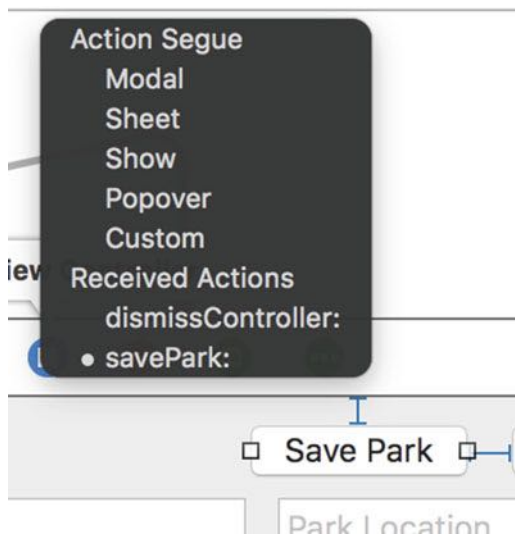 Action Segue
Modal
Sheet
Show
Popover
Custom
Received Actions
dismissController:
• savePark:
Save Park
Park Location